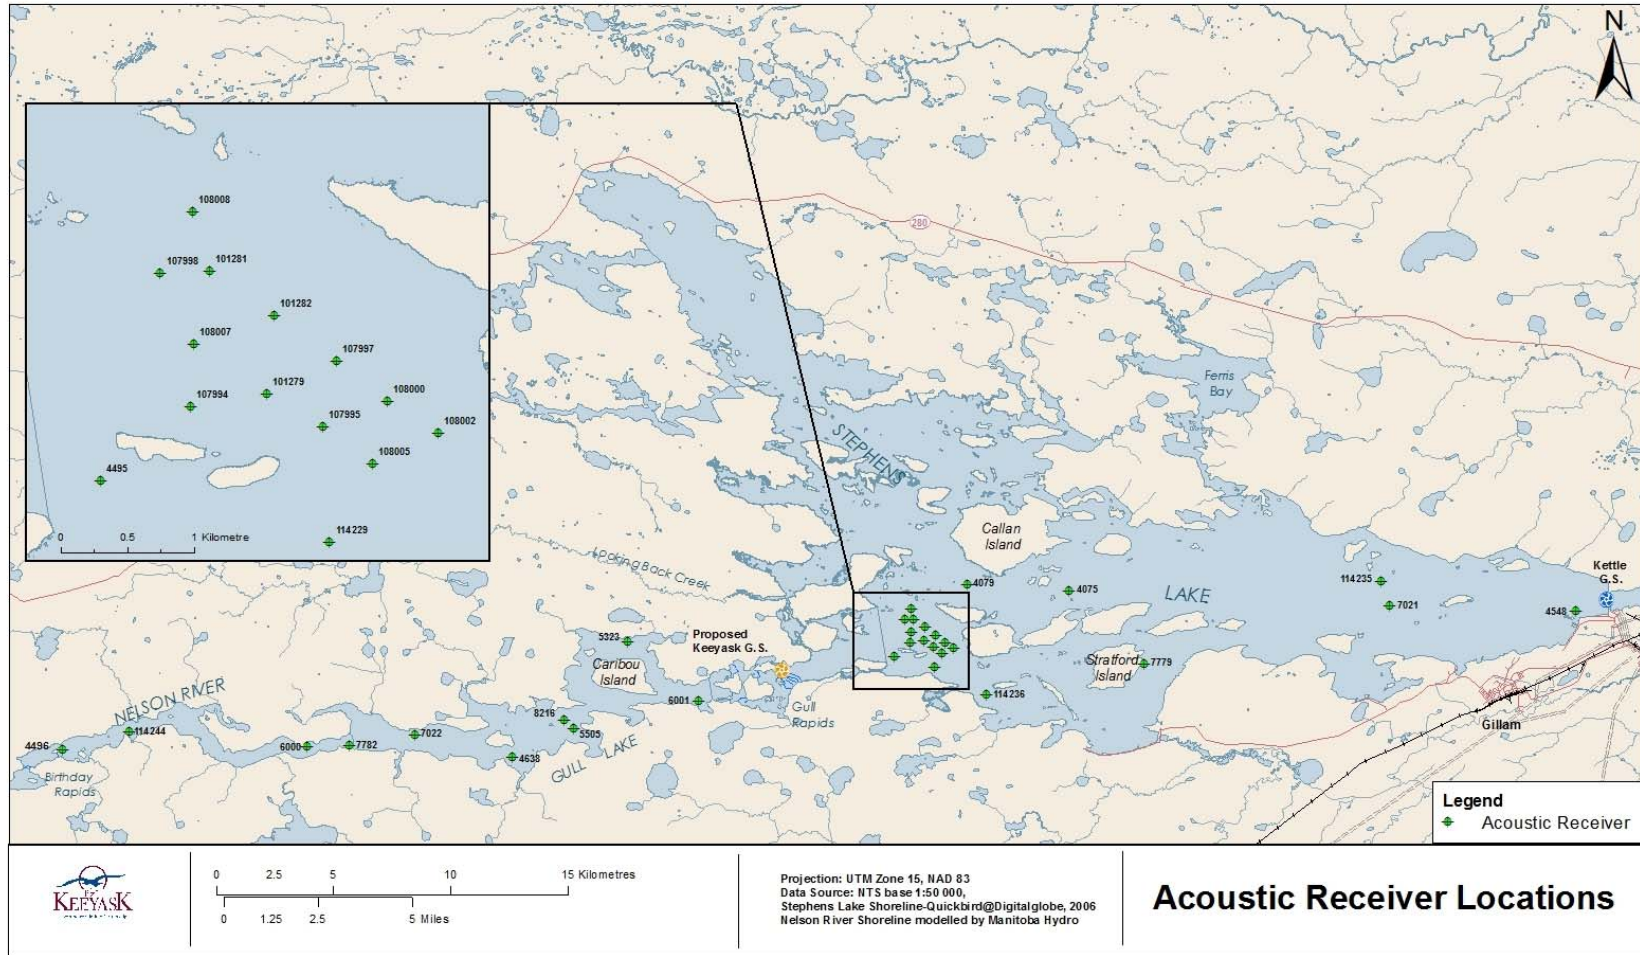 N
280
108008
107998
101281
101282
108007
107997
101279
108000
107994
107995
108002
108005
4495
114229
0 0.5 1 Kilometre
Ferris
Bay
STEPHENS
Callan
Island
Looking Back Creek
4079
4075
LAKE
114235
7021
Kettle
G.S.
4548
5323
Proposed
Keeyask G.S.
Caribou
Island
Stratford
Island
7779
6001
114236
Gull
Rapids
Gillam
NELSON RIVER
8216
5505
4496
114244
6000
7782
7022
4638
GULL LAKE
Birthday
Rapids
Legend
Acoustic Receiver
KEEYASK
0 2.5 5 10 15 Kilometres
0 1.25 2.5 5 Miles
Projection: UTM Zone 15, NAD 83
Data Source: NTS base 1:50 000,
Stephens Lake Shoreline-Quickbird@Digitalglobe, 2006
Nelson River Shoreline modelled by Manitoba Hydro
Acoustic Receiver Locations